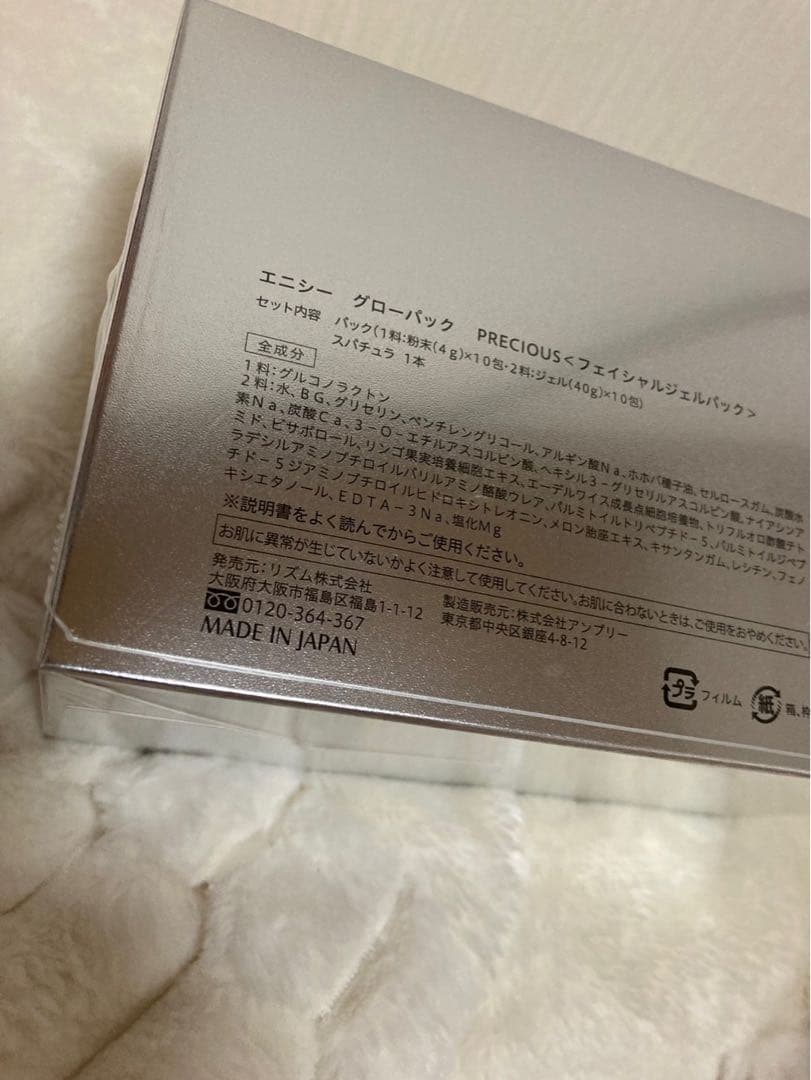 エニシー　グローパック　PRECIOUS＜フェイシャルジェルパック＞
セット内容　パック(1料:粉末(4g)×10包・2料:ジェル(40g)×10包)
スパチュラ 1本
全成分
1料:グルコノラクトン
2料:水、BG、グリセリン、ペンチレングリコール、アルギン酸Na、ホホバ種子油、セルロースガム、炭酸水
素Na、炭酸Ca、3-O-エチルアスコルビン酸、ヘキシル3-グリセリルアスコルビン酸、ナイアシンア
ミド、ビサボロール、リンゴ果実培養細胞エキス、エーデルワイス成長点細胞培養物、トリフルオロ酢酸テト
ラデシルアミノブチロイルバリルアミノ酪酸ウレア、パルミトイルトリペプチド-5、パルミトイルジペプ
チド-5ジアミノブチロイルヒドロキシトレオニン、メロン胎座エキス、キサンタンガム、レシチン、フェノ
キシエタノール、EDTA-3Na、塩化Mg
※説明書をよく読んでからご使用ください。
お肌に異常が生じていないかよく注意して使用してください。お肌に合わないときは、ご使用をおやめください。
発売元:リズム株式会社
大阪府大阪市福島区福島1-1-12
0120-364-367
MADE IN JAPAN
製造販売元:株式会社アンプリー
東京都中央区銀座4-8-12
プラ フィルム
紙 箱、枠